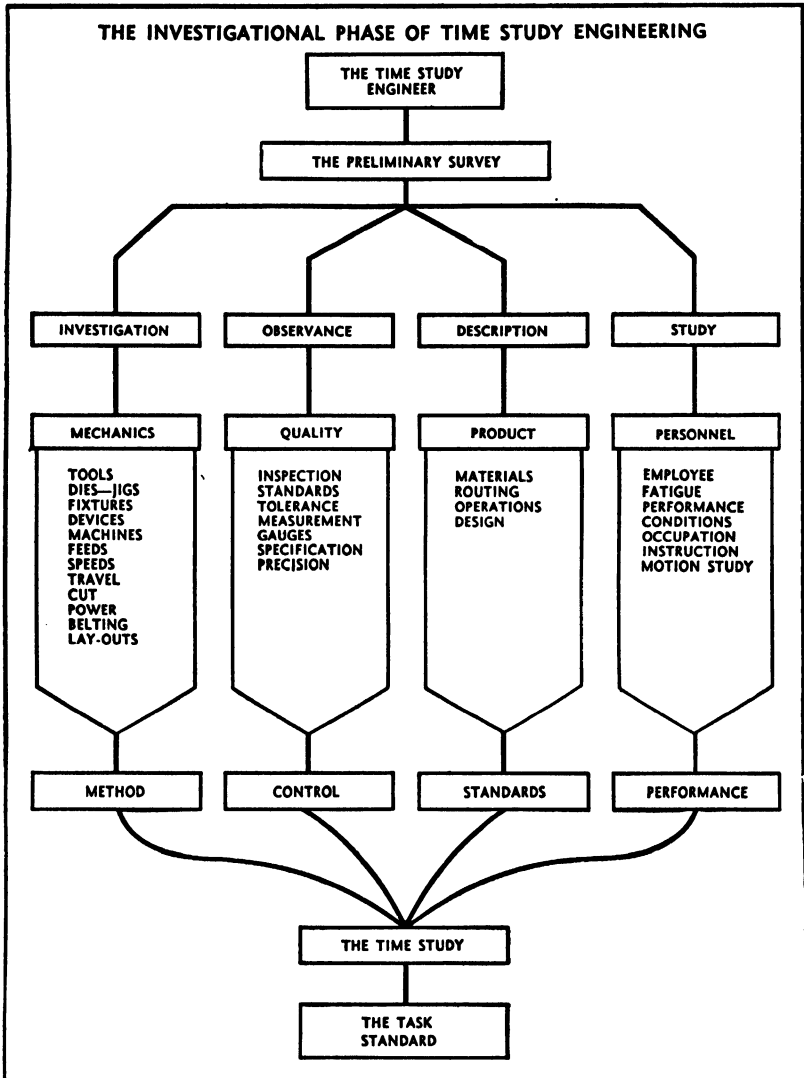 THE INVESTIGATIONAL PHASE OF TIME STUDY ENGINEERING
THE TIME STUDY
ENGINEER
THE PRELIMINARY SURVEY
INVESTIGATION
OBSERVANCE
DESCRIPTION
STUDY
MECHANICS
QUALITY
PRODUCT
PERSONNEL
TOOLS
DIES—JIGS
FIXTURES
DEVICES
MACHINES
FEEDS
SPEEDS
TRAVEL
CUT
POWER
BELTING
LAY-OUTS
INSPECTION
STANDARDS
TOLERANCE
MEASUREMENT
GAUGES
SPECIFICATION
PRECISION
MATERIALS
ROUTING
OPERATIONS
DESIGN
EMPLOYEE
FATIGUE
PERFORMANCE
CONDITIONS
OCCUPATION
INSTRUCTION
MOTION STUDY
METHOD
CONTROL
STANDARDS
PERFORMANCE
THE TIME STUDY
THE TASK
STANDARD